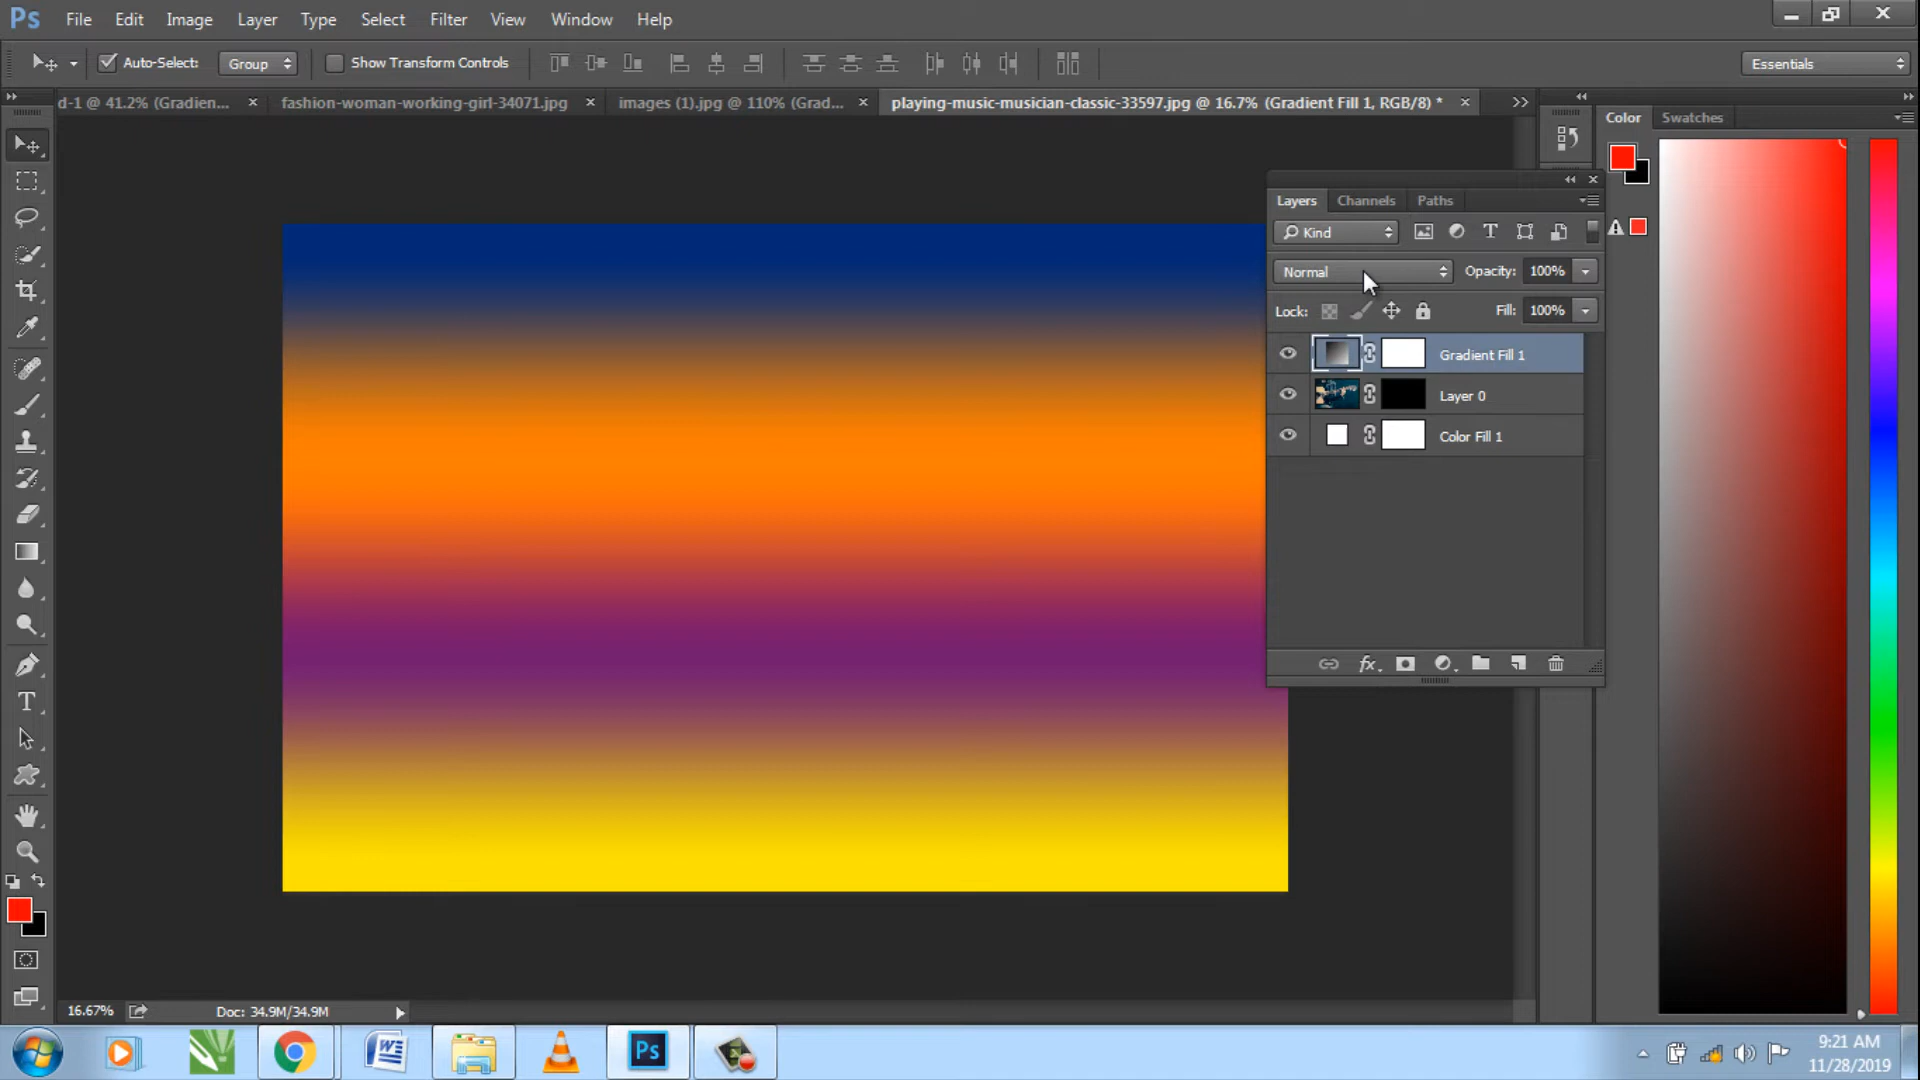 Ps File Edit Image Layer Type Select Filter View Window Help
Auto-Select: Group Show Transform Controls Essentials
d-1 @ 41.2% (Gradien... fashion-woman-working-girl-34071.jpg images (1).jpg @ 110% (Grad... playing-music-musician-classic-33597.jpg @ 16.7% (Gradient Fill 1, RGB/8) *
Color Swatches
Layers Channels Paths
Kind
Normal Opacity: 100%
Lock: Fill: 100%
Gradient Fill 1
Layer 0
Color Fill 1
16.67% Doc: 34.9M/34.9M
Ps
9:21 AM
11/28/2019